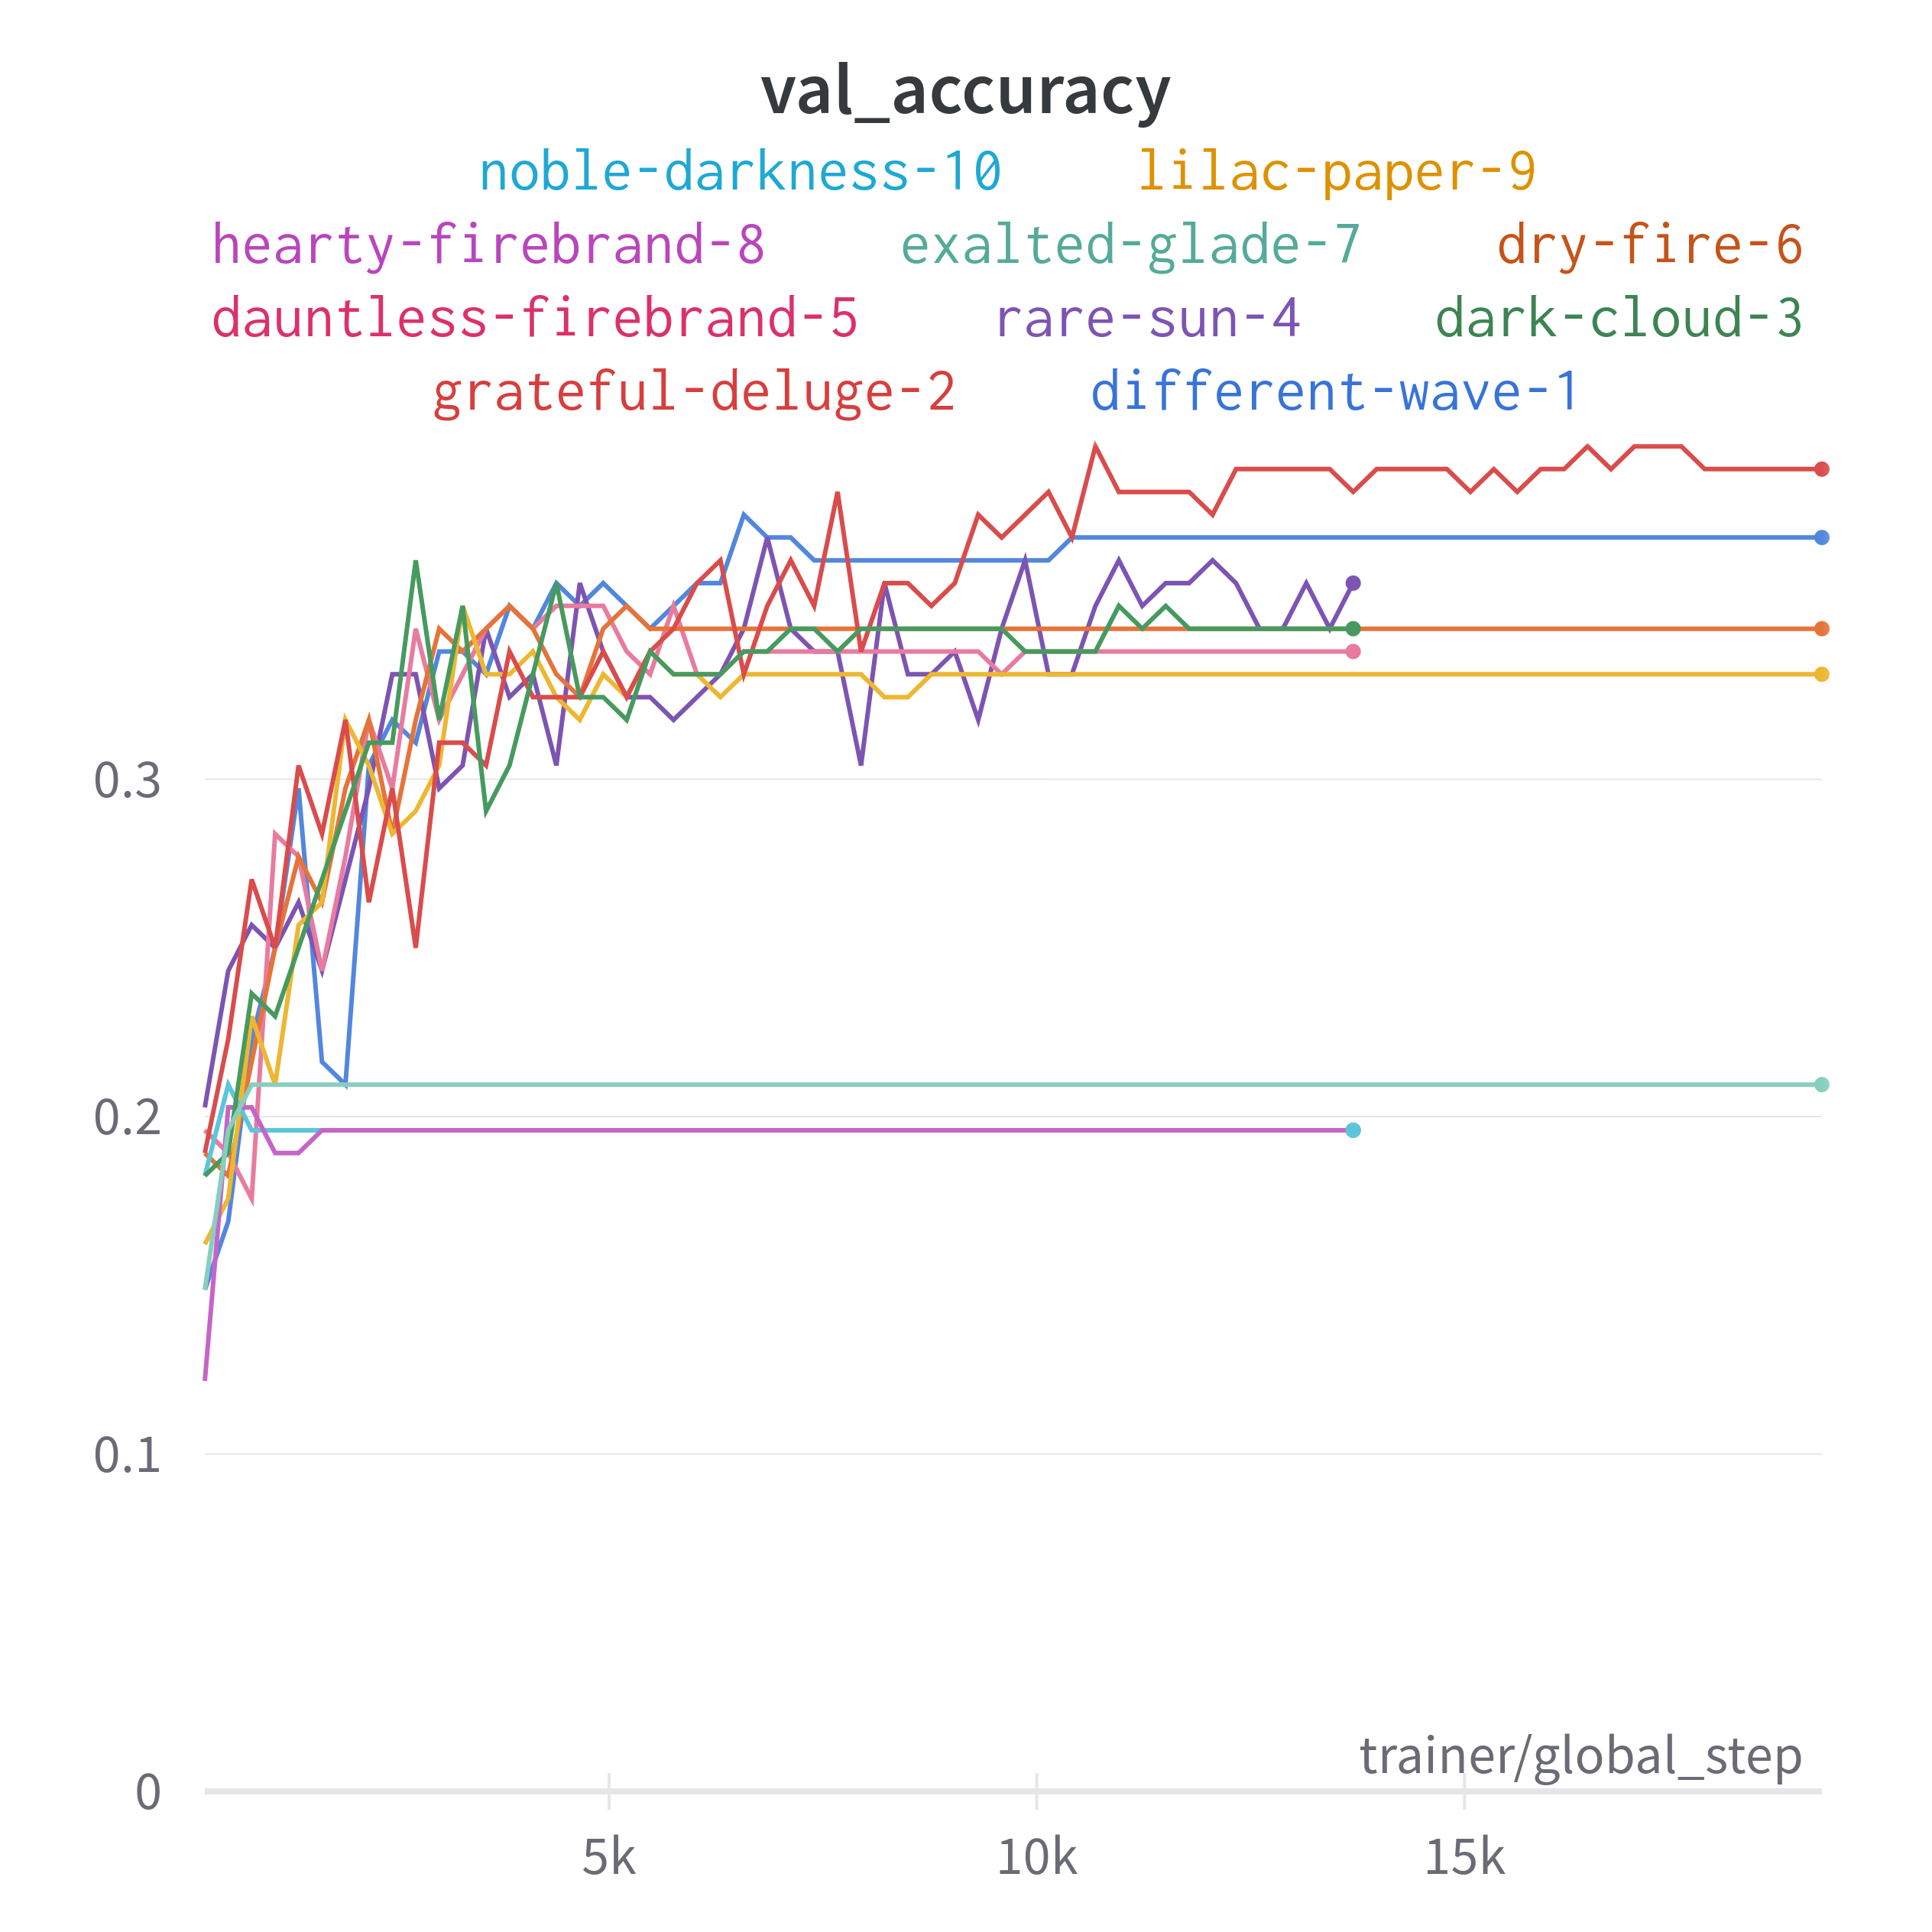 val_accuracy
noble-darkness-10 lilac-paper-9
hearty-firebrand-8 exalted-glade-7 dry-fire-6
dauntless-firebrand-5 rare-sun-4 dark-cloud-3
grateful-deluge-2 different-wave-1
0.3
0.2
0.1
trainer/global_step
0
5k 10k 15k